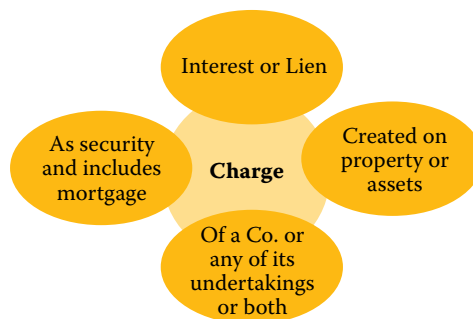 Interest or Lien
As security
and includes
mortgage
Charge
Created on
property or
assets
Of a Co. or
any of its
undertakings
or both